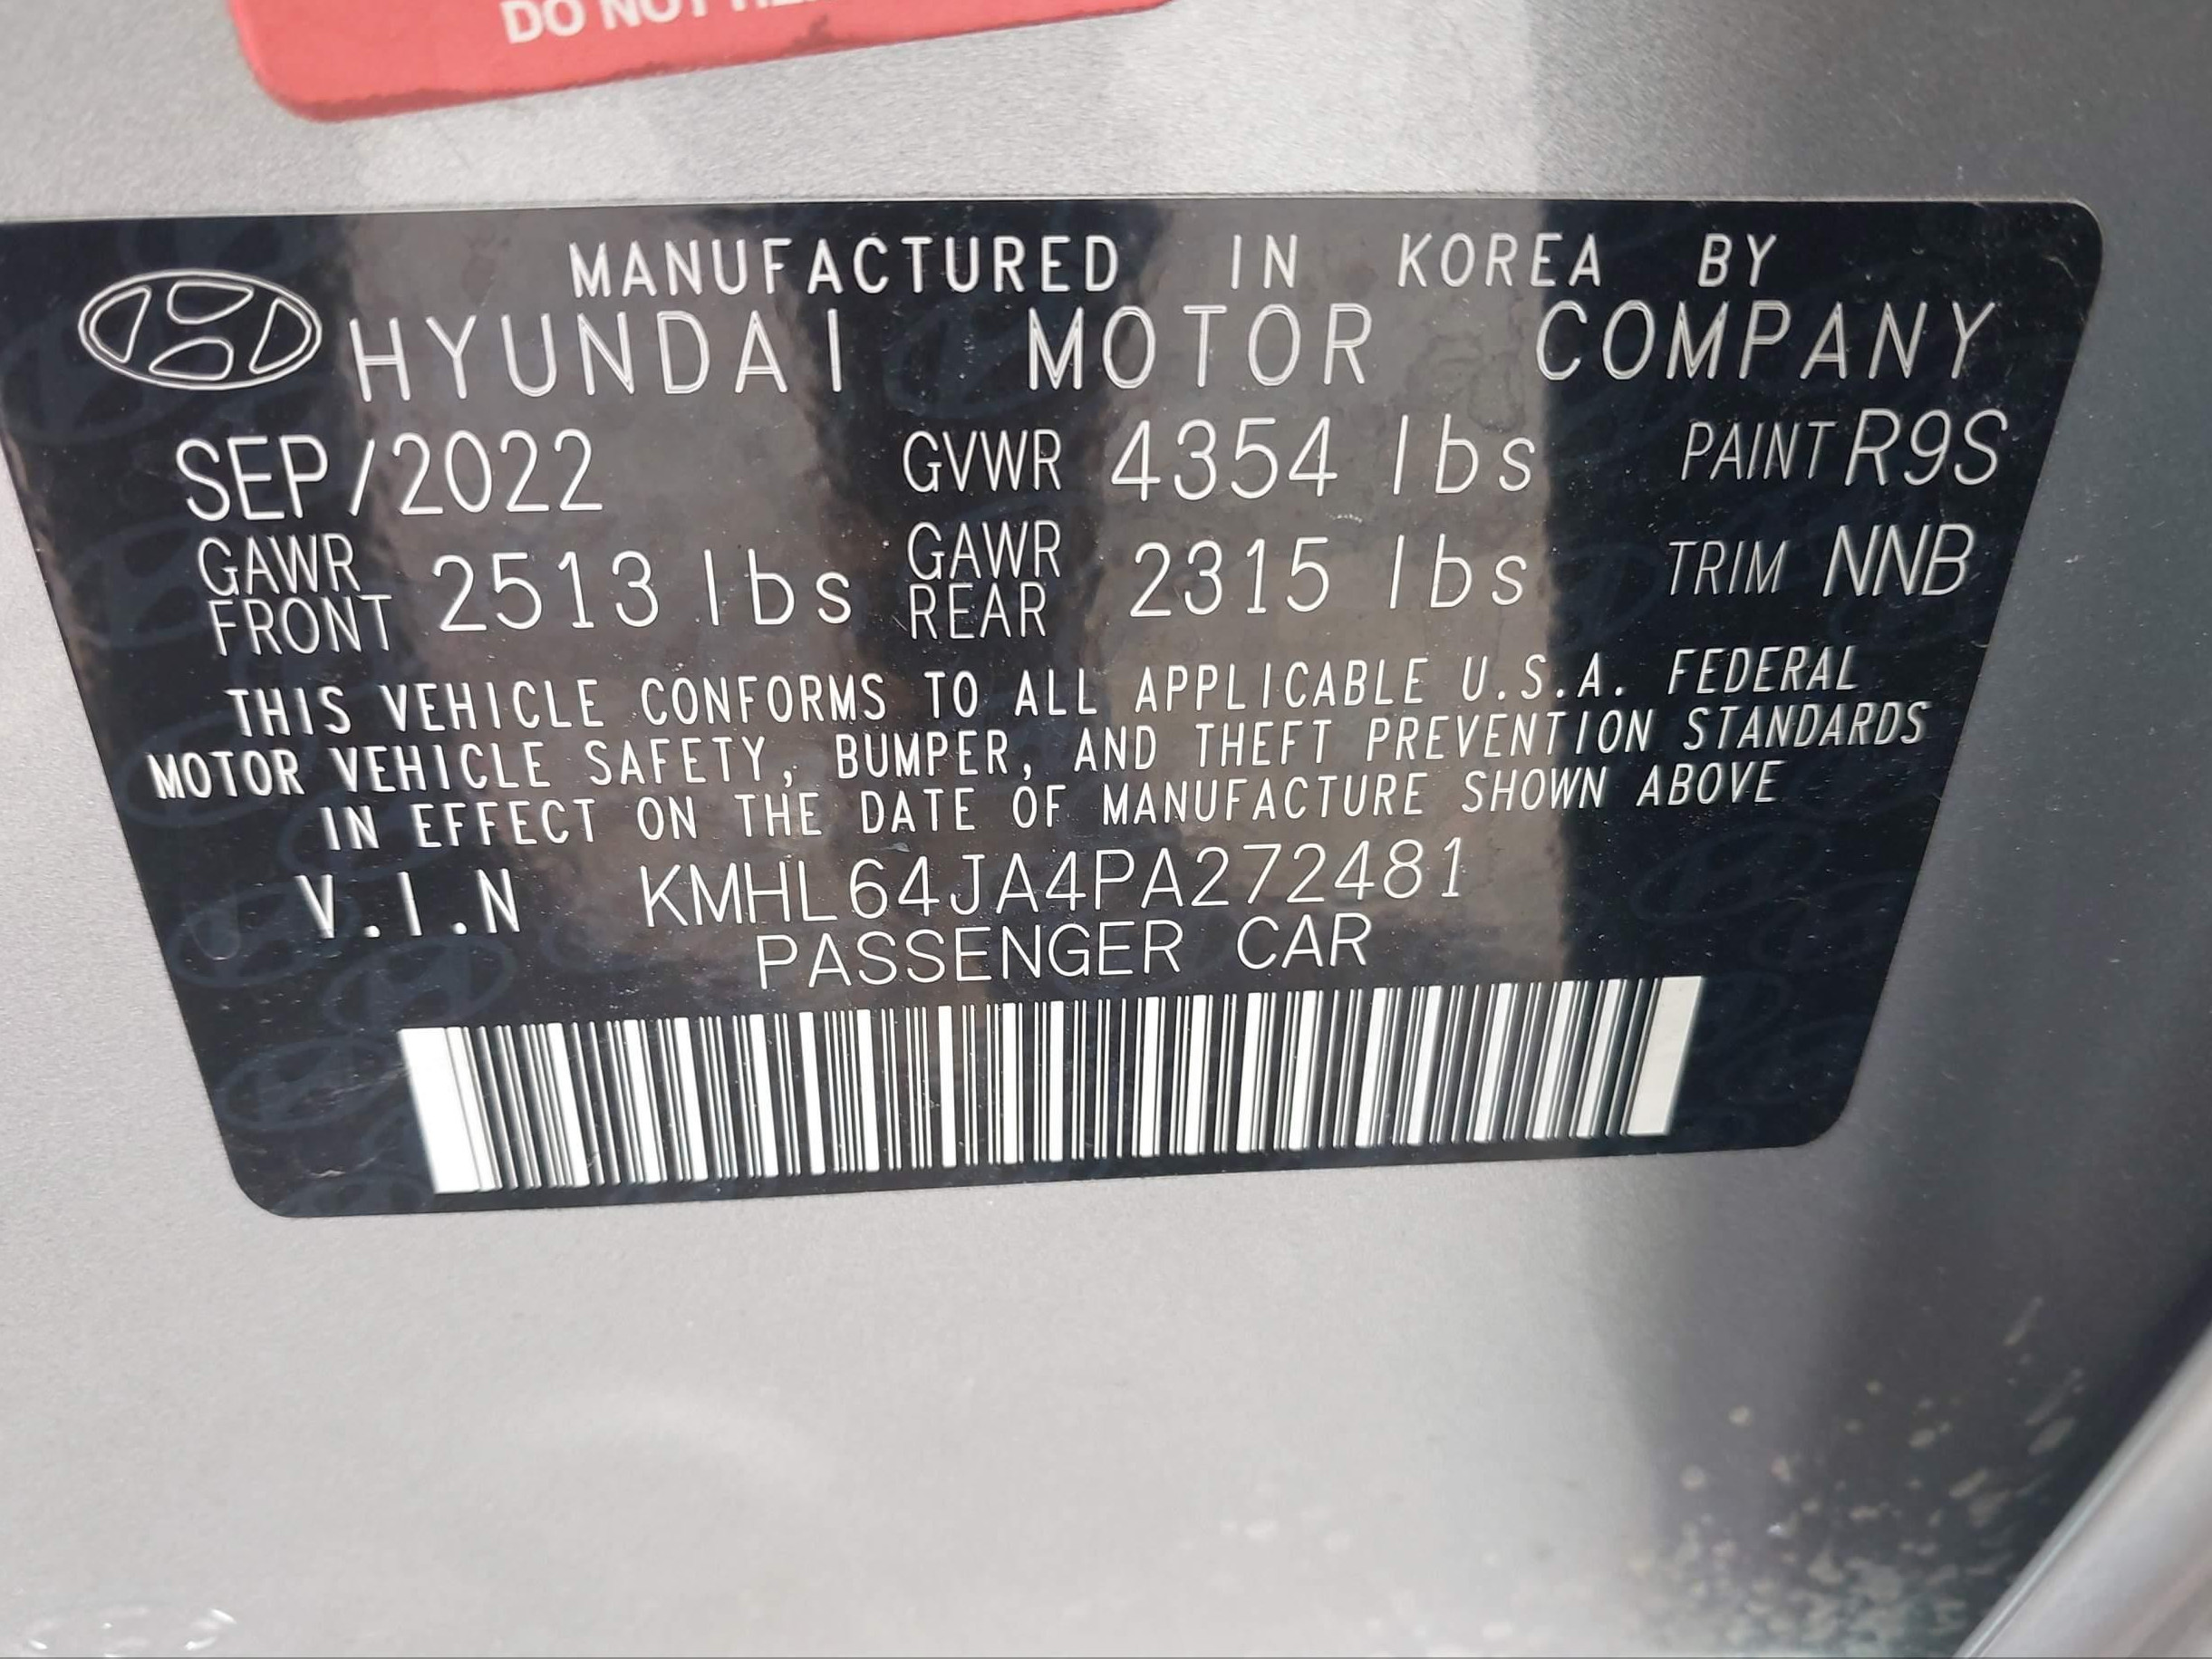 DO NOT
MANUFACTURED IN KOREA BY
HYUNDAI MOTOR COMPANY
SEP/2022 GVWR 4354 lbs PAINT R9S
GAWR FRONT 2513 lbs GAWR REAR 2315 lbs TRIM NNB
THIS VEHICLE CONFORMS TO ALL APPLICABLE U.S.A. FEDERAL
MOTOR VEHICLE SAFETY, BUMPER, AND THEFT PREVENTION STANDARDS
IN EFFECT ON THE DATE OF MANUFACTURE SHOWN ABOVE
V.I.N KMHL64JA4PA272481
PASSENGER CAR